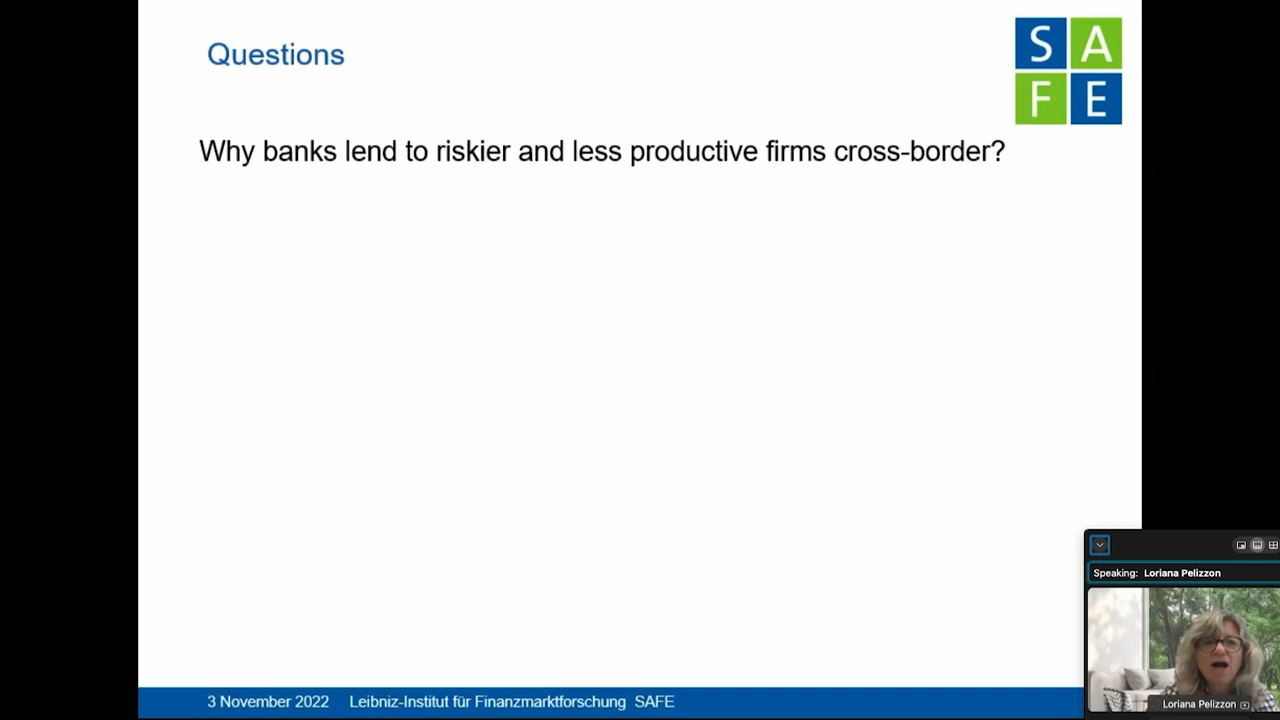 Questions
S A
F E
Why banks lend to riskier and less productive firms cross-border?
Speaking: Loriana Pelizzon
Loriana Pelizzon
3 November 2022 Leibniz-Institut für Finanzmarktforschung SAFE